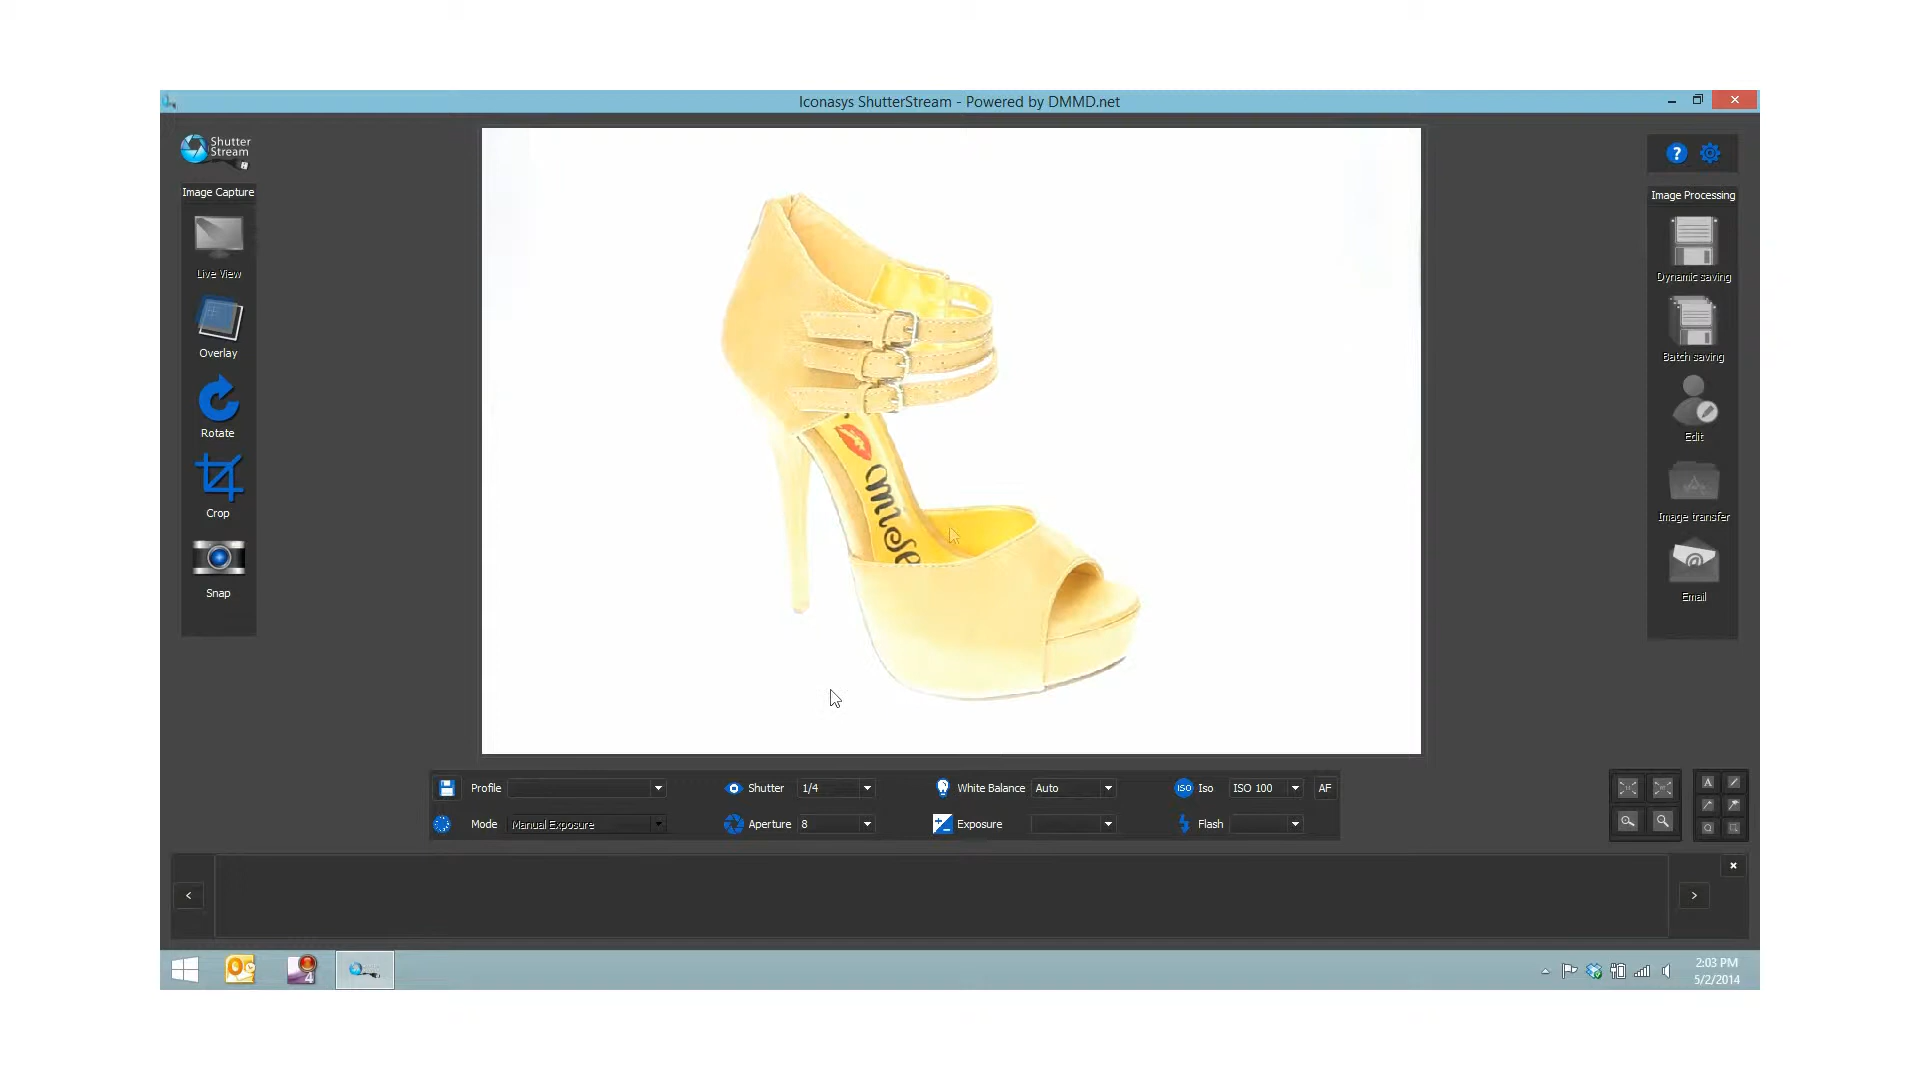 Iconasys ShutterStream - Powered by DMMD.net
Shutter
Stream
Image Capture
Live View
Overlay
Rotate
Crop
Snap
?
Image Processing
Dynamic saving
Batch saving
Edit
Image transfer
Email
Profile
Shutter 1/4
White Balance Auto
ISO Iso ISO 100
AF
Mode Manual Exposure
Aperture 8
Exposure
Flash
A
<
>
2:03 PM
5/2/2014